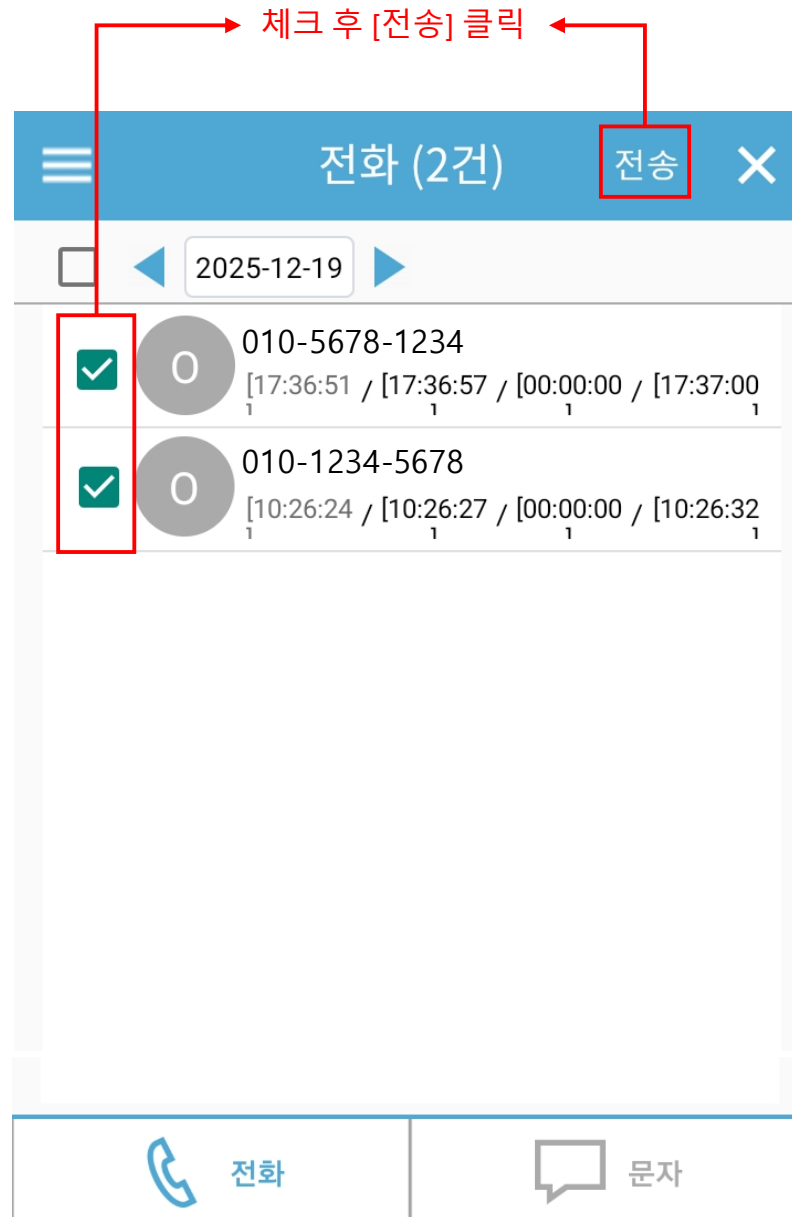 체크 후 [전송] 클릭
전화 (2건) 전송
2025-12-19
O
010-5678-1234
[17:36:51] / [17:36:57] / [00:00:00] / [17:37:00]
O
010-1234-5678
[10:26:24] / [10:26:27] / [00:00:00] / [10:26:32]
전화 문자